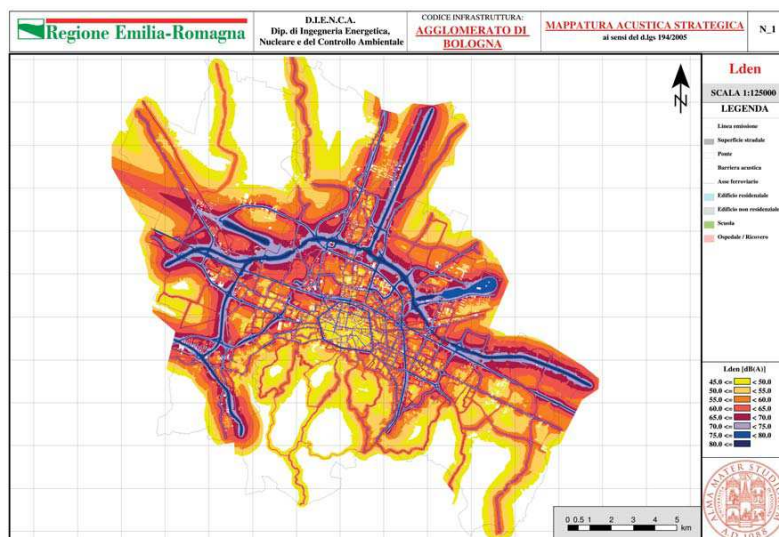 Regione Emilia-Romagna
D.I.E.N.C.A.
Dip. di Ingegneria Energetica,
Nucleare e del Controllo Ambientale
CODICE INFRASTRUTTURA:
AGGLOMERATO DI
BOLOGNA
MAPPATURA ACUSTICA STRATEGICA
ai sensi del d.lgs 194/2005
N_1
Lden
SCALA 1:125000
LEGENDA
Linea emissione
Superficie stradale
Ponte
Barriera acustica
Asse ferroviario
Edificio residenziale
Edificio non residenziale
Scuola
Ospedale / Ricovero
N
Lden [dB(A)]
45.0 <= < 50.0
50.0 <= < 55.0
55.0 <= < 60.0
60.0 <= < 65.0
65.0 <= < 70.0
70.0 <= < 75.0
75.0 <= < 80.0
80.0 <=
0 0.5 1 2 3 4 5
km
ALMA MATER STUDIORUM
A.D. 1088